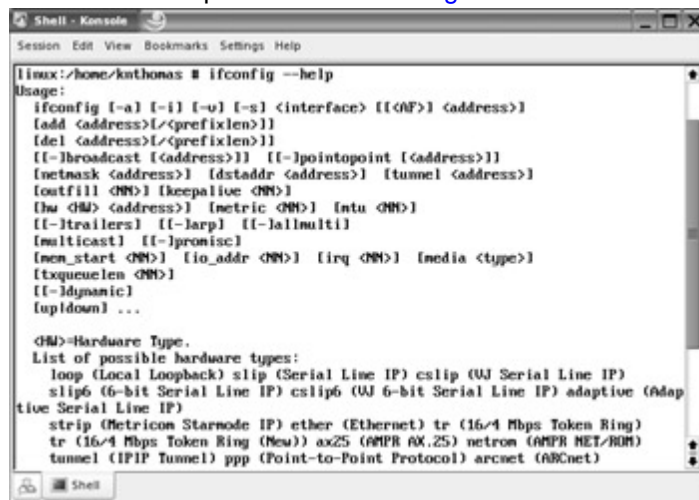 Shell - Konsole
Session Edit View Bookmarks Settings Help
linux:/home/knthomas # ifconfig --help
Usage:
ifconfig [-a] [-i] [-v] [-s] <interface> [[<AF>] <address>]
[add <address>[/<prefixlen>]]
[del <address>[/<prefixlen>]]
[[-]broadcast [<address>]] [[-]pointopoint [<address>]]
[netmask <address>] [dstaddr <address>] [tunnel <address>]
[outfill <NN>] [keepalive <NN>]
[hw <HW> <address>] [metric <NN>] [mtu <NN>]
[[-]trailers] [[-]arp] [[-]allmulti]
[multicast] [[-]promisc]
[mem_start <NN>] [io_addr <NN>] [irq <NN>] [media <type>]
[txqueuelen <NN>]
[[-]dynamic]
[up|down] ...
<HW>=Hardware Type.
List of possible hardware types:
loop (Local Loopback) slip (Serial Line IP) cslip (VJ Serial Line IP)
slip6 (6-bit Serial Line IP) cslip6 (VJ 6-bit Serial Line IP) adaptive (Adap
tive Serial Line IP)
strip (Metricom Starmode IP) ether (Ethernet) tr (16/4 Mbps Token Ring)
tr (16/4 Mbps Token Ring (New)) ax25 (AMPR AX.25) netrom (AMPR NET/ROM)
tunnel (IPIP Tunnel) ppp (Point-to-Point Protocol) arcnet (ARCnet)
Shell